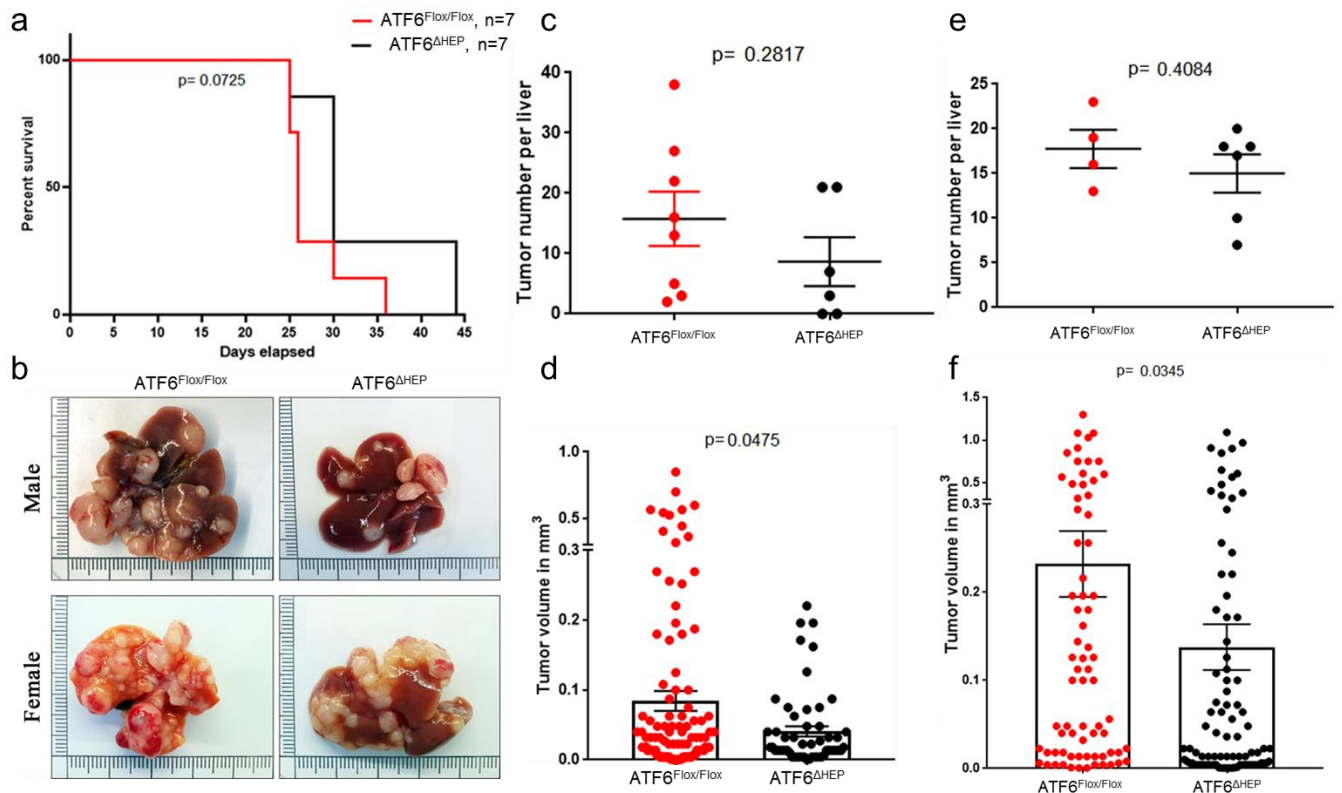 a
ATF6Flox/Flox, n=7
ATF6ΔHEP, n=7
p= 0.0725
Percent survival
100
50
0
0 5 10 15 20 25 30 35 40 45
Days elapsed
b
ATF6Flox/Flox ATF6ΔHEP
Male
Female
c
p= 0.2817
Tumor number per liver
40
30
20
10
0
ATF6Flox/Flox ATF6ΔHEP
d
p= 0.0475
Tumor volume in mm3
1.0
0.5
0.3
0.2
0.1
0.0
ATF6Flox/Flox ATF6ΔHEP
e
p= 0.4084
Tumor number per liver
25
20
15
10
5
0
ATF6Flox/Flox ATF6ΔHEP
f
p= 0.0345
Tumor volume in mm3
1.5
1.0
0.5
0.3
0.2
0.1
0.0
ATF6Flox/Flox ATF6ΔHEP